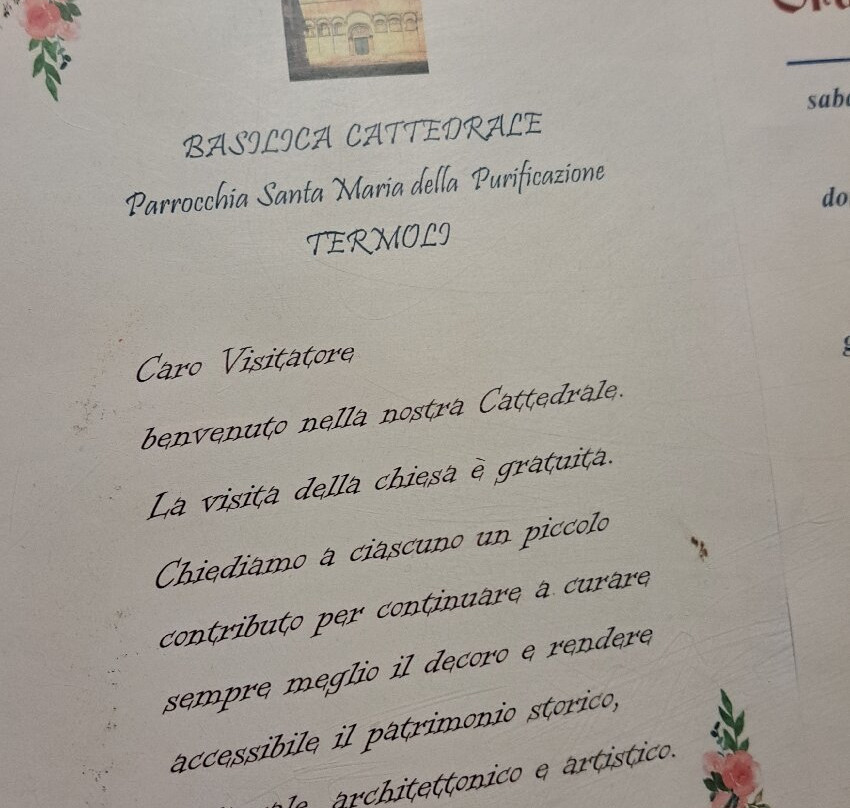 BASILICA CATTEDRALE
Parrocchia Santa Maria della Purificazione
TERMOLI
Caro Visitatore
benvenuto nella nostra Cattedrale.
La visita della chiesa è gratuita.
Chiediamo a ciascuno un piccolo
contributo per continuare a curare
sempre meglio il decoro e rendere
accessibile il patrimonio storico,
architettonico e artistico.